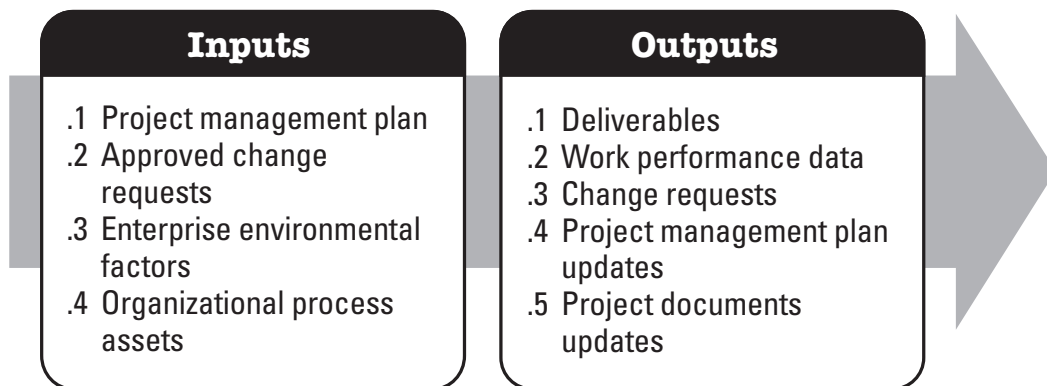 Inputs
.1 Project management plan
.2 Approved change
requests
.3 Enterprise environmental
factors
.4 Organizational process
assets
Outputs
.1 Deliverables
.2 Work performance data
.3 Change requests
.4 Project management plan
updates
.5 Project documents
updates